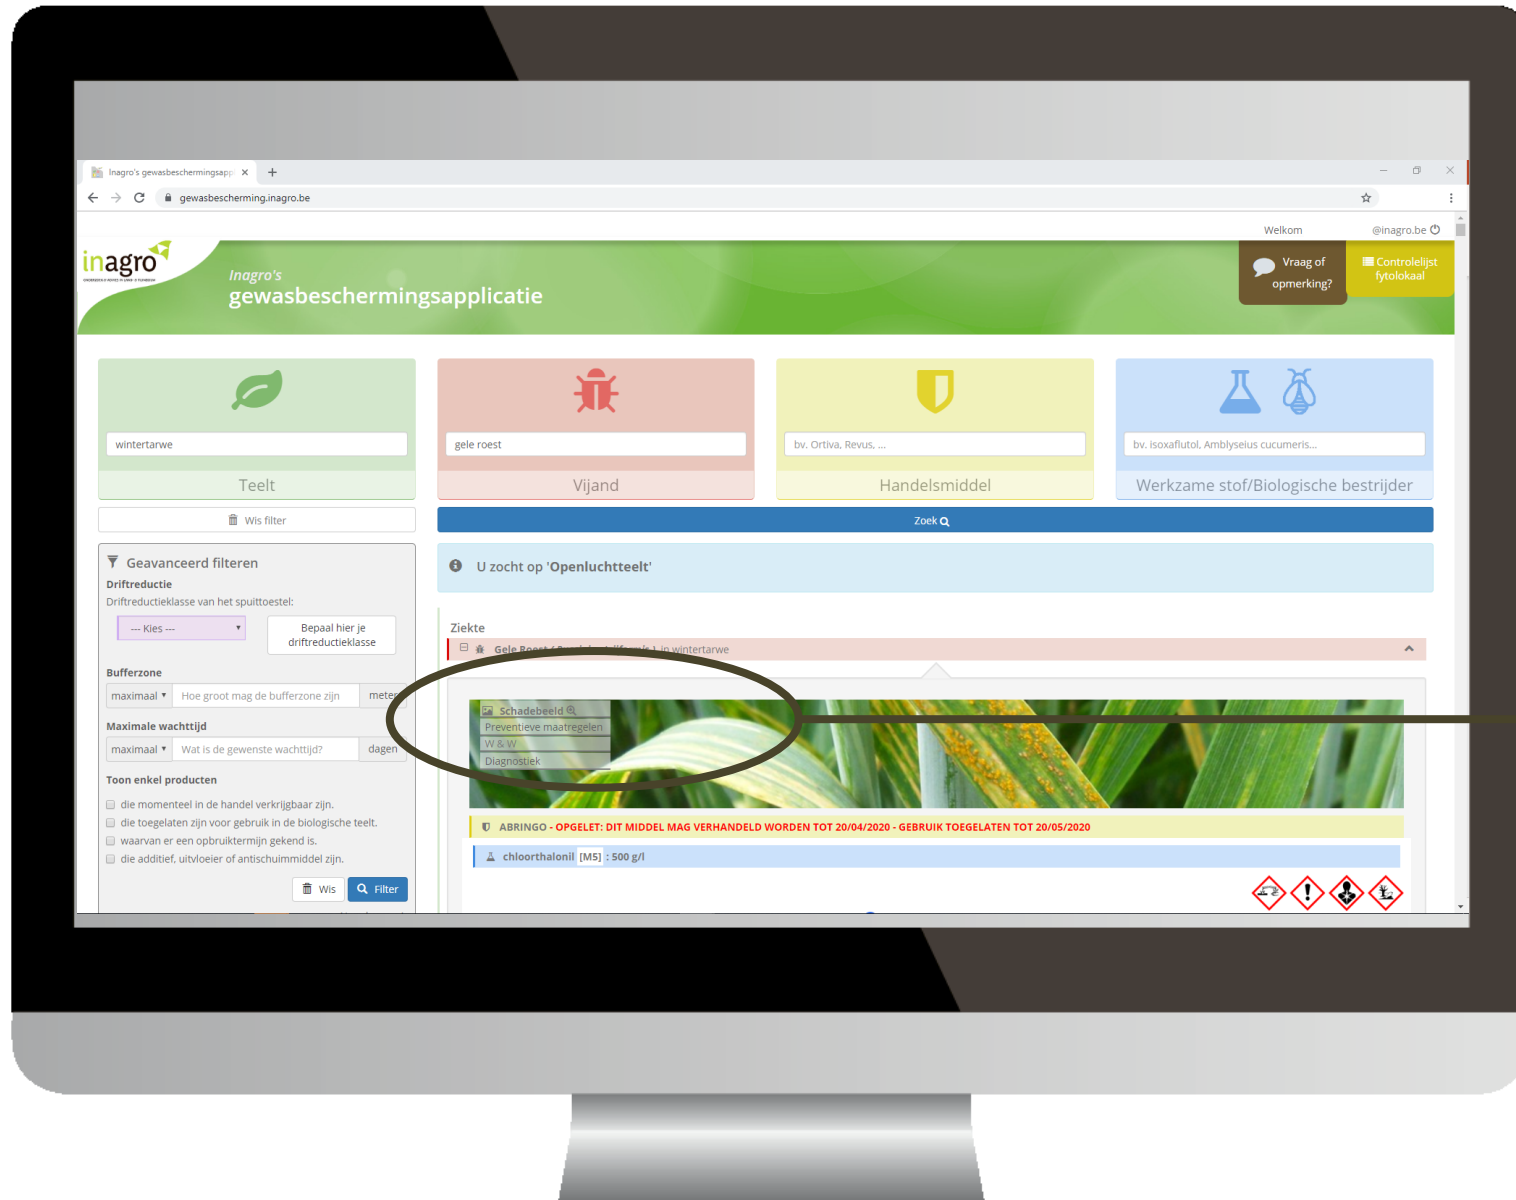 Inagro's gewasbeschermingsapp
gewasbescherming.inagro.be
Welkom @inagro.be
inagro
Inagro's
gewasbeschermingsapplicatie
Vraag of
opmerking?
Controlelijst
fytolokaal
wintertarwe
Teelt
gele roest
Vijand
bv. Ortiva, Revus, ...
Handelsmiddel
bv. isoxaflutol, Amblyseius cucumeris...
Werkzame stof/Biologische bestrijder
Wis filter
Zoek
Geavanceerd filteren
Driftreductie
Driftreductieklasse van het spuittoestel:
--- Kies ---
Bepaal hier je
driftreductieklasse
Bufferzone
maximaal Hoe groot mag de bufferzone zijn meter
Maximale wachttijd
maximaal Wat is de gewenste wachttijd? dagen
Toon enkel producten
die momenteel in de handel verkrijgbaar zijn.
die toegelaten zijn voor gebruik in de biologische teelt.
waarvan er een opbruiktermijn gekend is.
die additief, uitvloeier of antischuimmiddel zijn.
Wis Filter
U zocht op 'Openluchtteelt'
Ziekte
Gele Roest in wintertarwe
Schadebeeld
Preventieve maatregelen
W & W
Diagnostiek
ABRINGO - OPGELET: DIT MIDDEL MAG VERHANDELD WORDEN TOT 20/04/2020 - GEBRUIK TOEGELATEN TOT 20/05/2020
chloorthalonil [M5] : 500 g/l